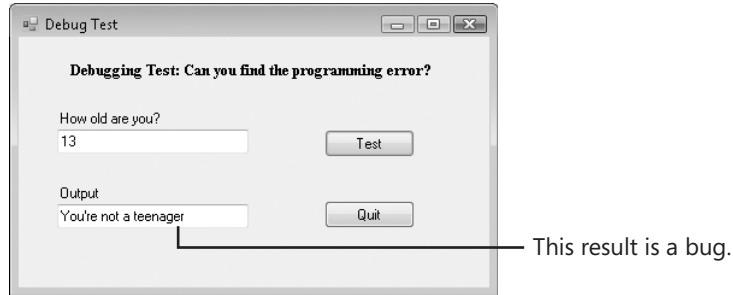 Debug Test
Debugging Test: Can you find the programming error?
How old are you?
13
Test
Output
You're not a teenager
Quit
This result is a bug.